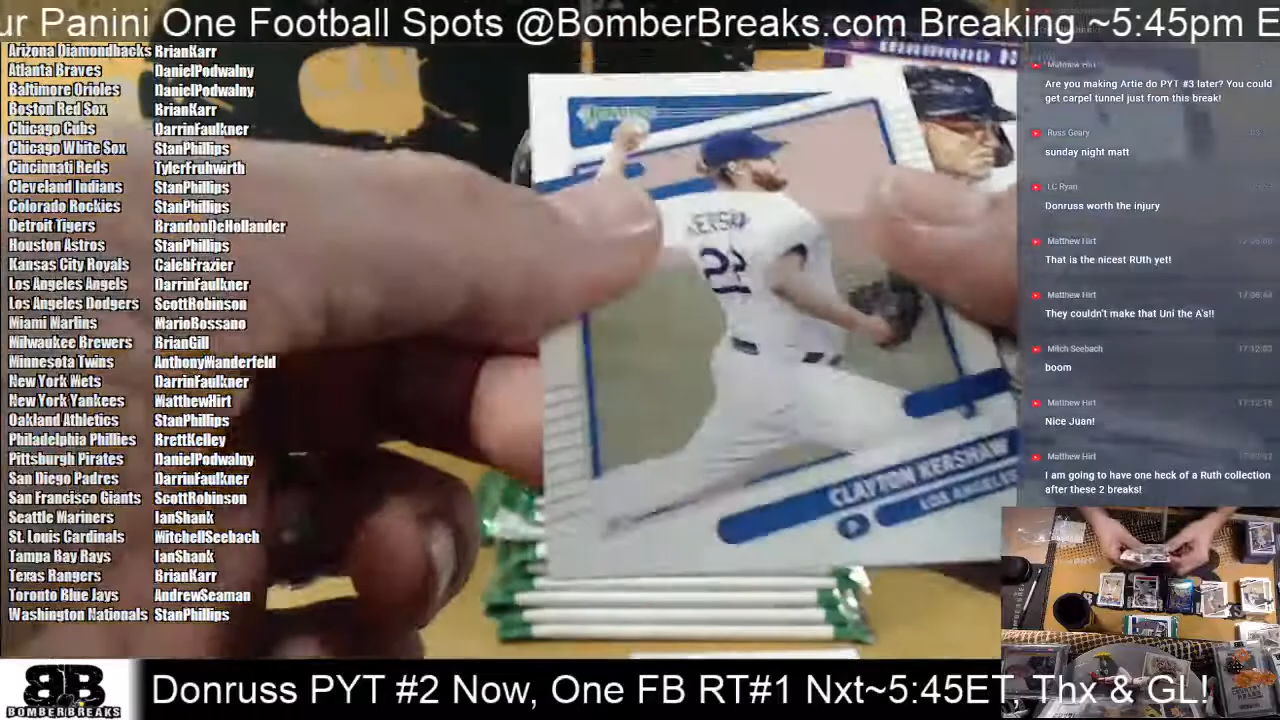 ur Panini One Football Spots @BomberBreaks.com Breaking ~5:45pm E
Arizona Diamondbacks BrianKarr
Atlanta Braves DanielPodwalny
Baltimore Orioles DanielPodwalny
Boston Red Sox BrianKarr
Chicago Cubs DarrinFaulkner
Chicago White Sox StanPhillips
Cincinnati Reds TylerFruhwirth
Cleveland Indians StanPhillips
Colorado Rockies StanPhillips
Detroit Tigers BrandonDeHollander
Houston Astros StanPhillips
Kansas City Royals CalebFrazier
Los Angeles Angels DarrinFaulkner
Los Angeles Dodgers ScottRobinson
Miami Marlins MarioBossano
Milwaukee Brewers BrianGill
Minnesota Twins AnthonyWanderfeld
New York Mets DarrinFaulkner
New York Yankees MatthewHirt
Oakland Athletics StanPhillips
Philadelphia Phillies BrettKelley
Pittsburgh Pirates DanielPodwalny
San Diego Padres DarrinFaulkner
San Francisco Giants ScottRobinson
Seattle Mariners IanShank
St. Louis Cardinals MitchellSeebach
Tampa Bay Rays IanShank
Texas Rangers BrianKarr
Toronto Blue Jays AndrewSeaman
Washington Nationals StanPhillips
KERSHAW
22
CLAYTON KERSHAW
LOS ANGELES
P
Matthew Hirt
Are you making Artie do PYT #3 later? You could
get carpel tunnel just from this break!
Russ Geary
sunday night matt
LC Ryan
Donruss worth the injury
Matthew Hirt
That is the nicest RUth yet!
Matthew Hirt
They couldn't make that Uni the A's!!
Mitch Seebach
boom
Matthew Hirt
Nice Juan!
Matthew Hirt
I am going to have one heck of a Ruth collection
after these 2 breaks!
BB
BOMBERBREAKS
Donruss PYT #2 Now, One FB RT#1 Nxt~5:45ET. Thx & GL!